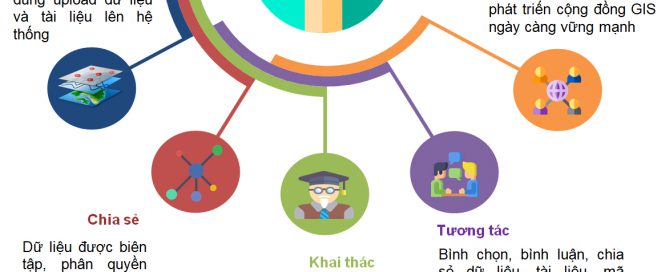 dùng upload dữ liệu
và tài liệu lên hệ
thống
phát triển cộng đồng GIS
ngày càng vững mạnh
Chia sẻ
Dữ liệu được biên
tập, phân quyền
Khai thác
Tương tác
Bình chọn, bình luận, chia
sẻ dữ liệu, tài liệu, mã